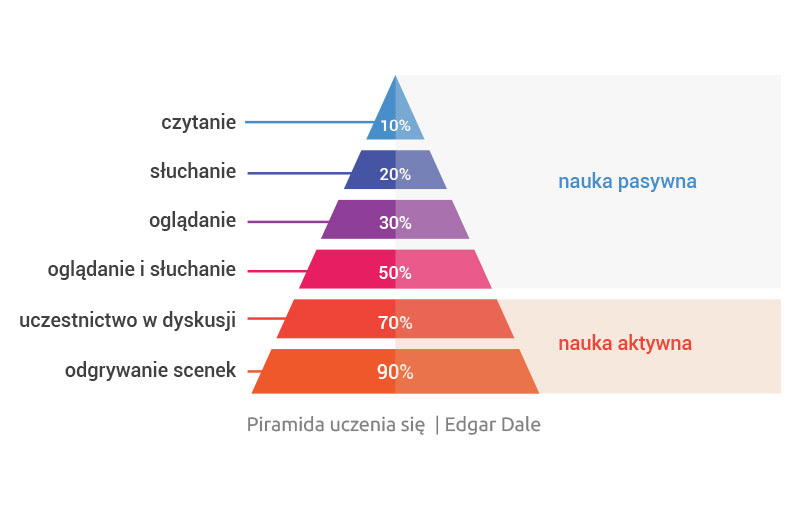 czytanie
10%
słuchanie
20%
nauka pasywna
oglądanie
30%
oglądanie i słuchanie
50%
uczestnictwo w dyskusji
70%
nauka aktywna
odgrywanie scenek
90%
Piramida uczenia się | Edgar Dale